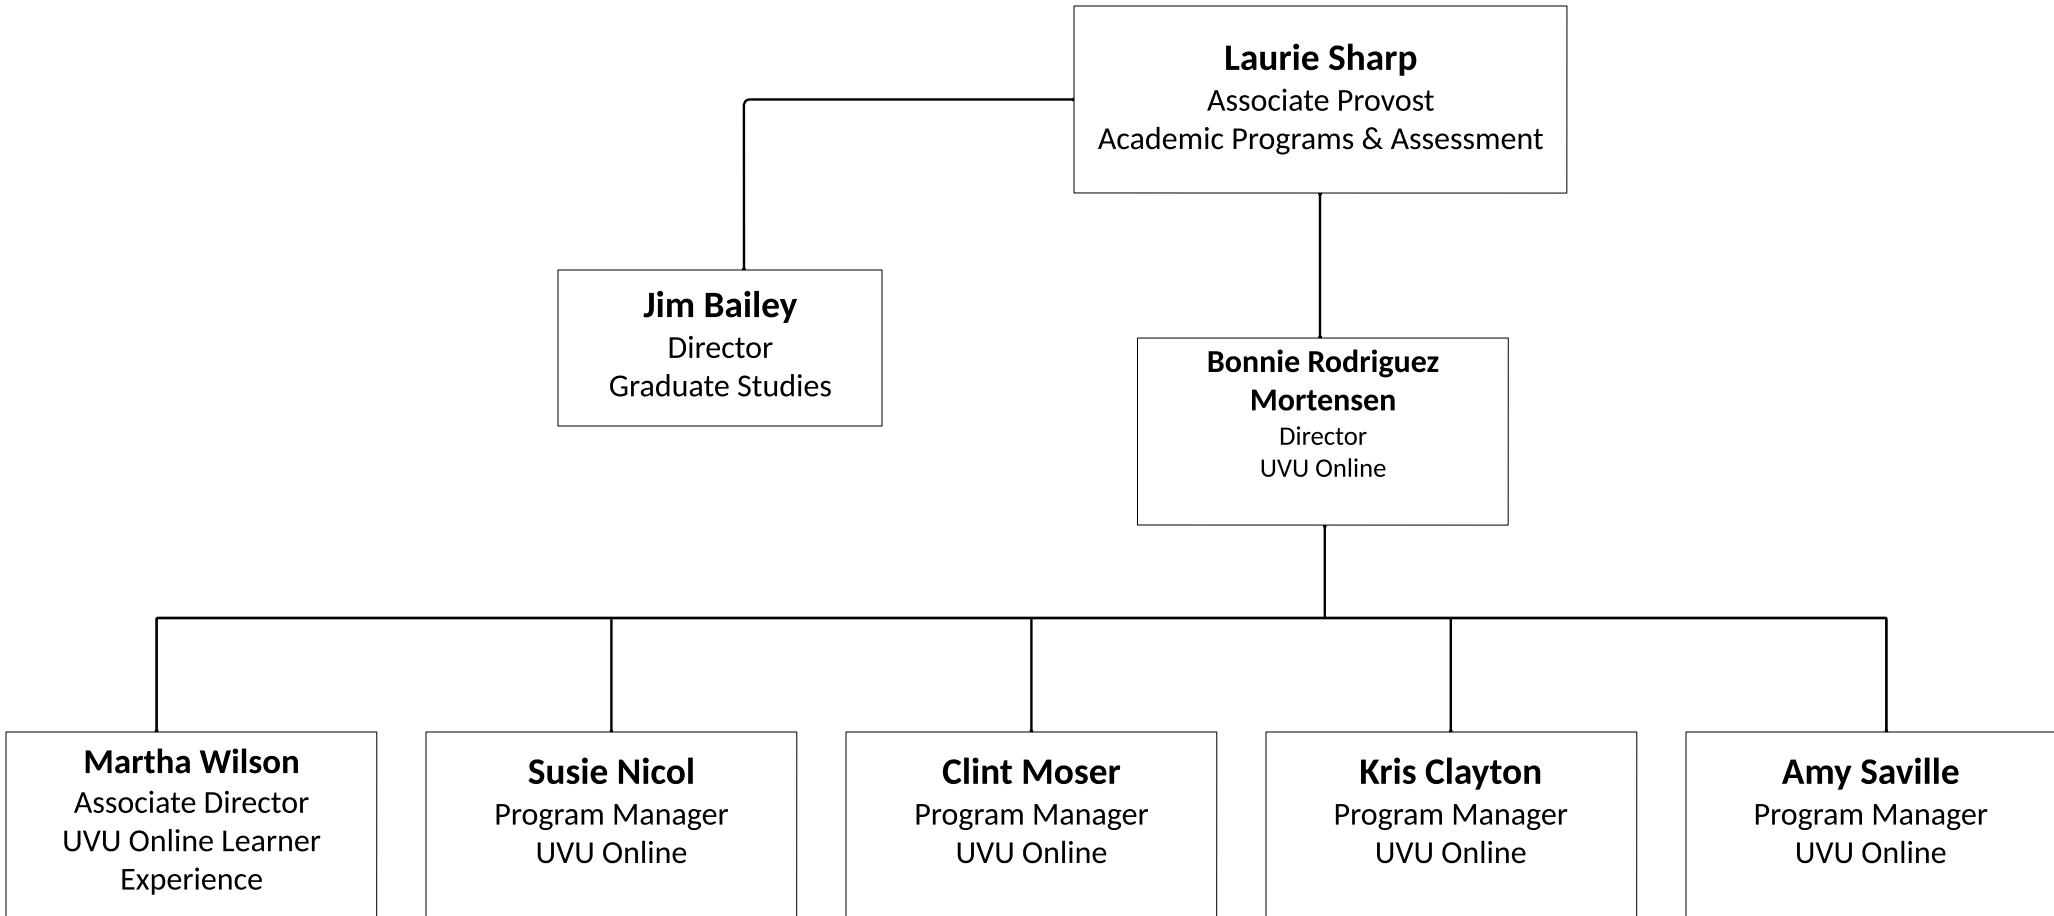 Laurie Sharp
Associate Provost
Academic Programs & Assessment
Jim Bailey
Director
Graduate Studies
Bonnie Rodriguez
Mortensen
Director
UVU Online
Martha Wilson
Associate Director
UVU Online Learner
Experience
Susie Nicol
Program Manager
UVU Online
Clint Moser
Program Manager
UVU Online
Kris Clayton
Program Manager
UVU Online
Amy Saville
Program Manager
UVU Online